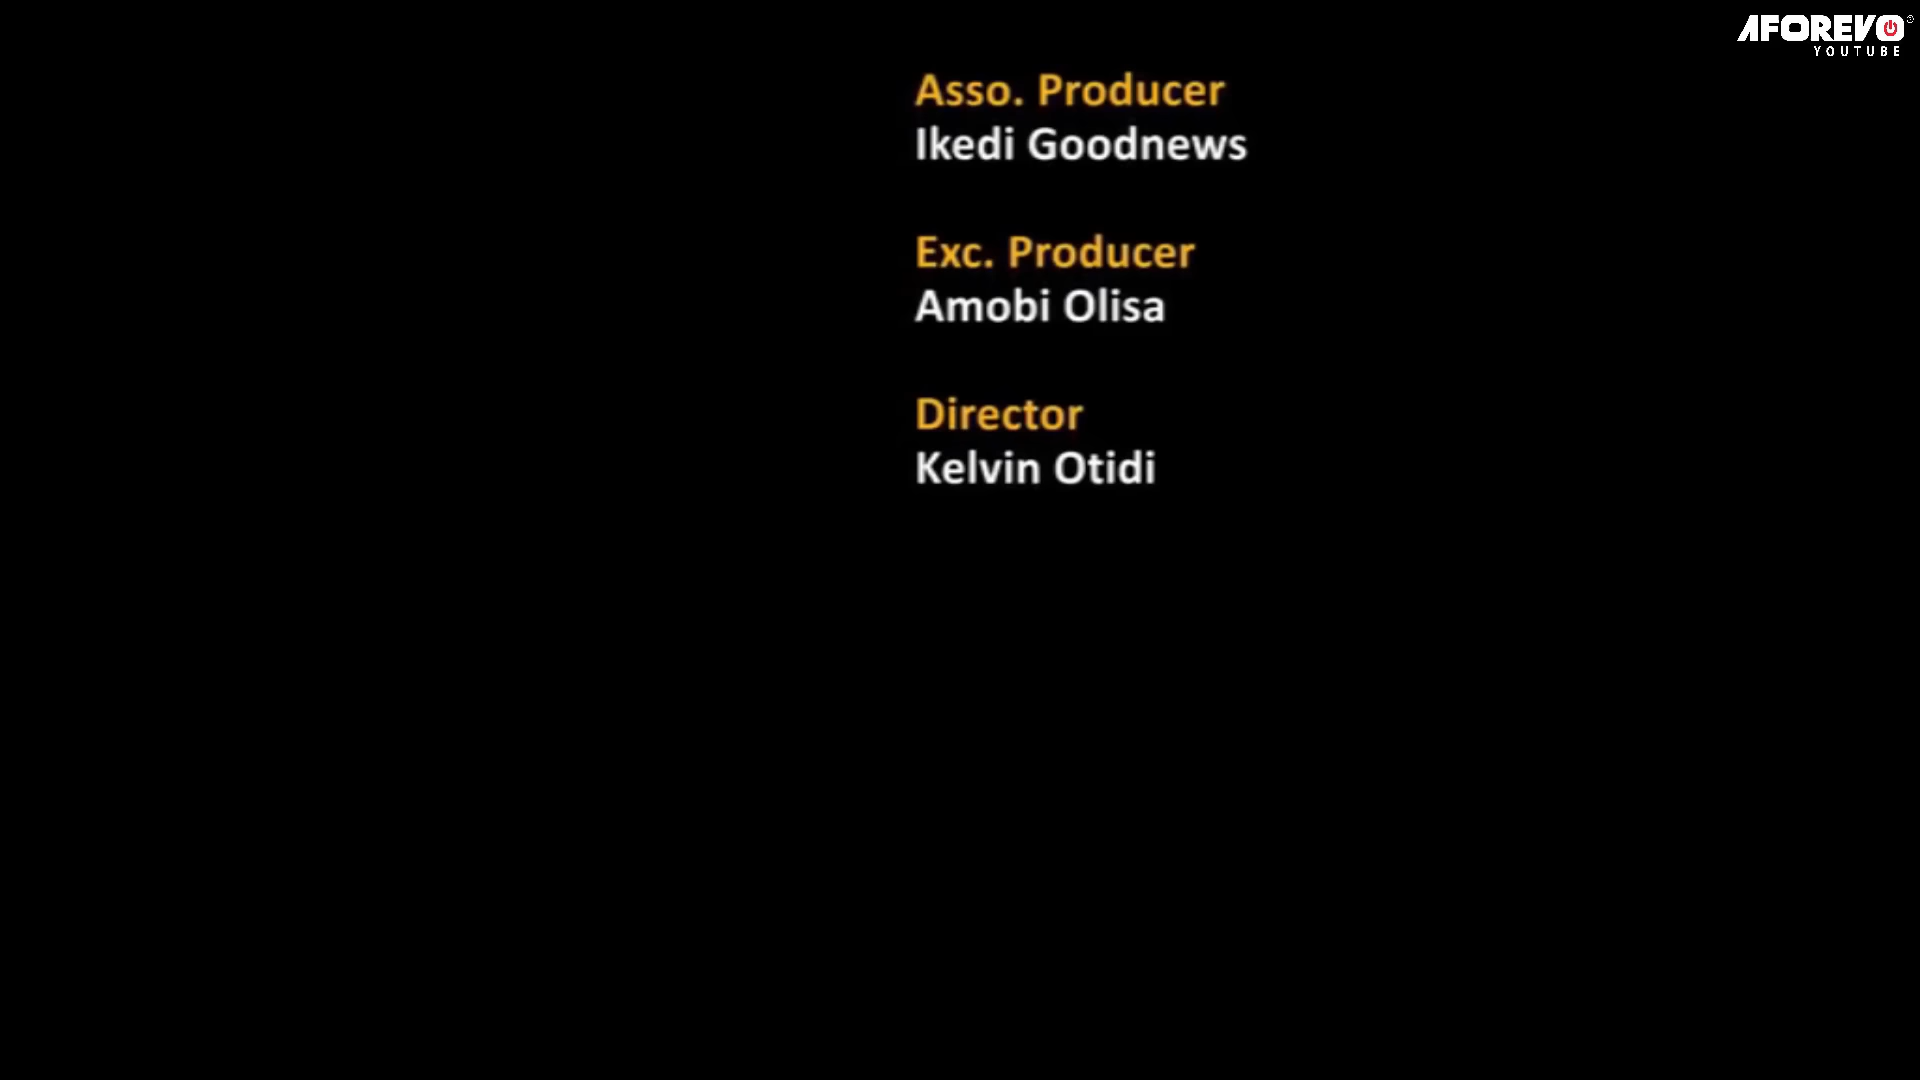 AFOREVO
YOUTUBE
Asso. Producer
Ikedi Goodnews
Exc. Producer
Amobi Olisa
Director
Kelvin Otidi